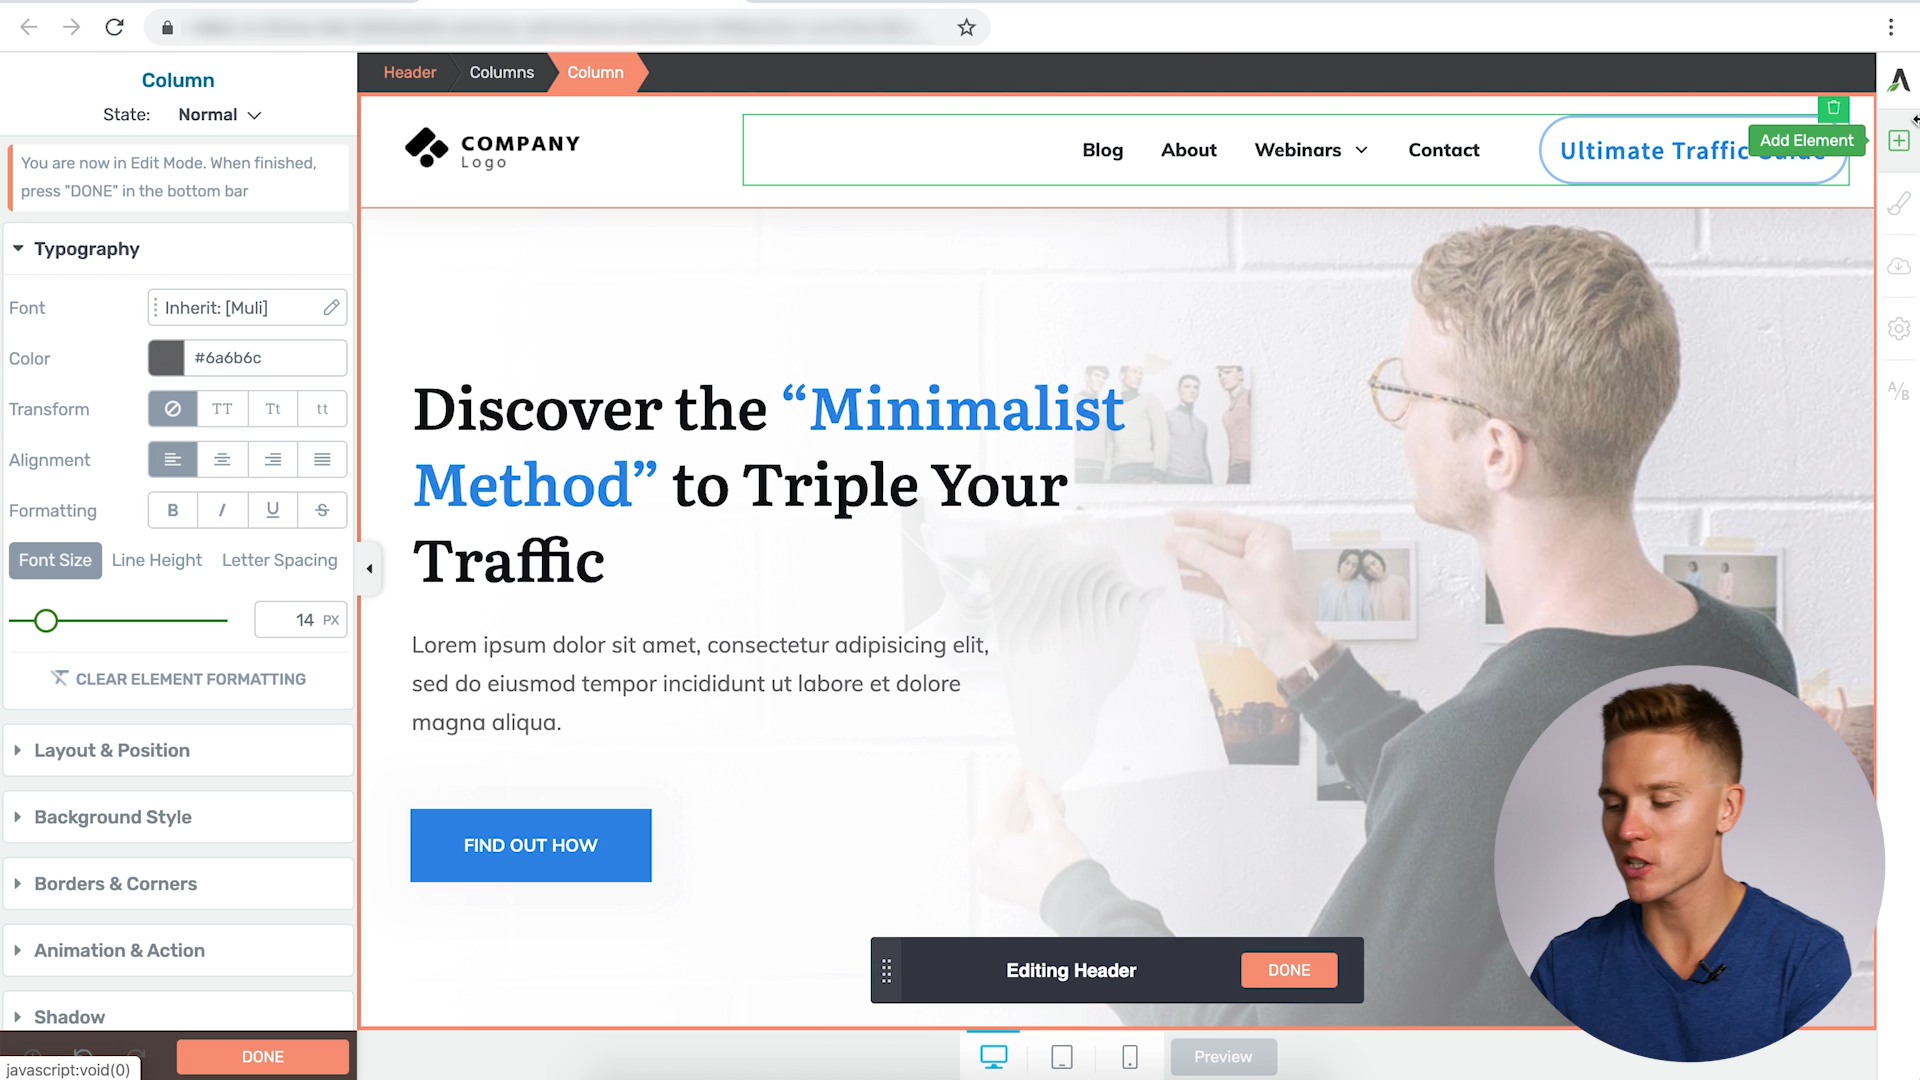 Column
State: Normal
You are now in Edit Mode. When finished,
press "DONE" in the bottom bar
Typography
Font Inherit: [Muli]
Color #6a6b6c
Transform TT Tt tt
Alignment
Formatting B I U S
Font Size Line Height Letter Spacing
14 PX
CLEAR ELEMENT FORMATTING
Layout & Position
Background Style
Borders & Corners
Animation & Action
Shadow
DONE
javascript:void(0)
Header Columns Column
COMPANY
Logo
Blog About Webinars Contact Ultimate Traffic
Add Element
Discover the “Minimalist
Method” to Triple Your
Traffic
Lorem ipsum dolor sit amet, consectetur adipisicing elit,
sed do eiusmod tempor incididunt ut labore et dolore
magna aliqua.
FIND OUT HOW
Editing Header DONE
Preview
A/B